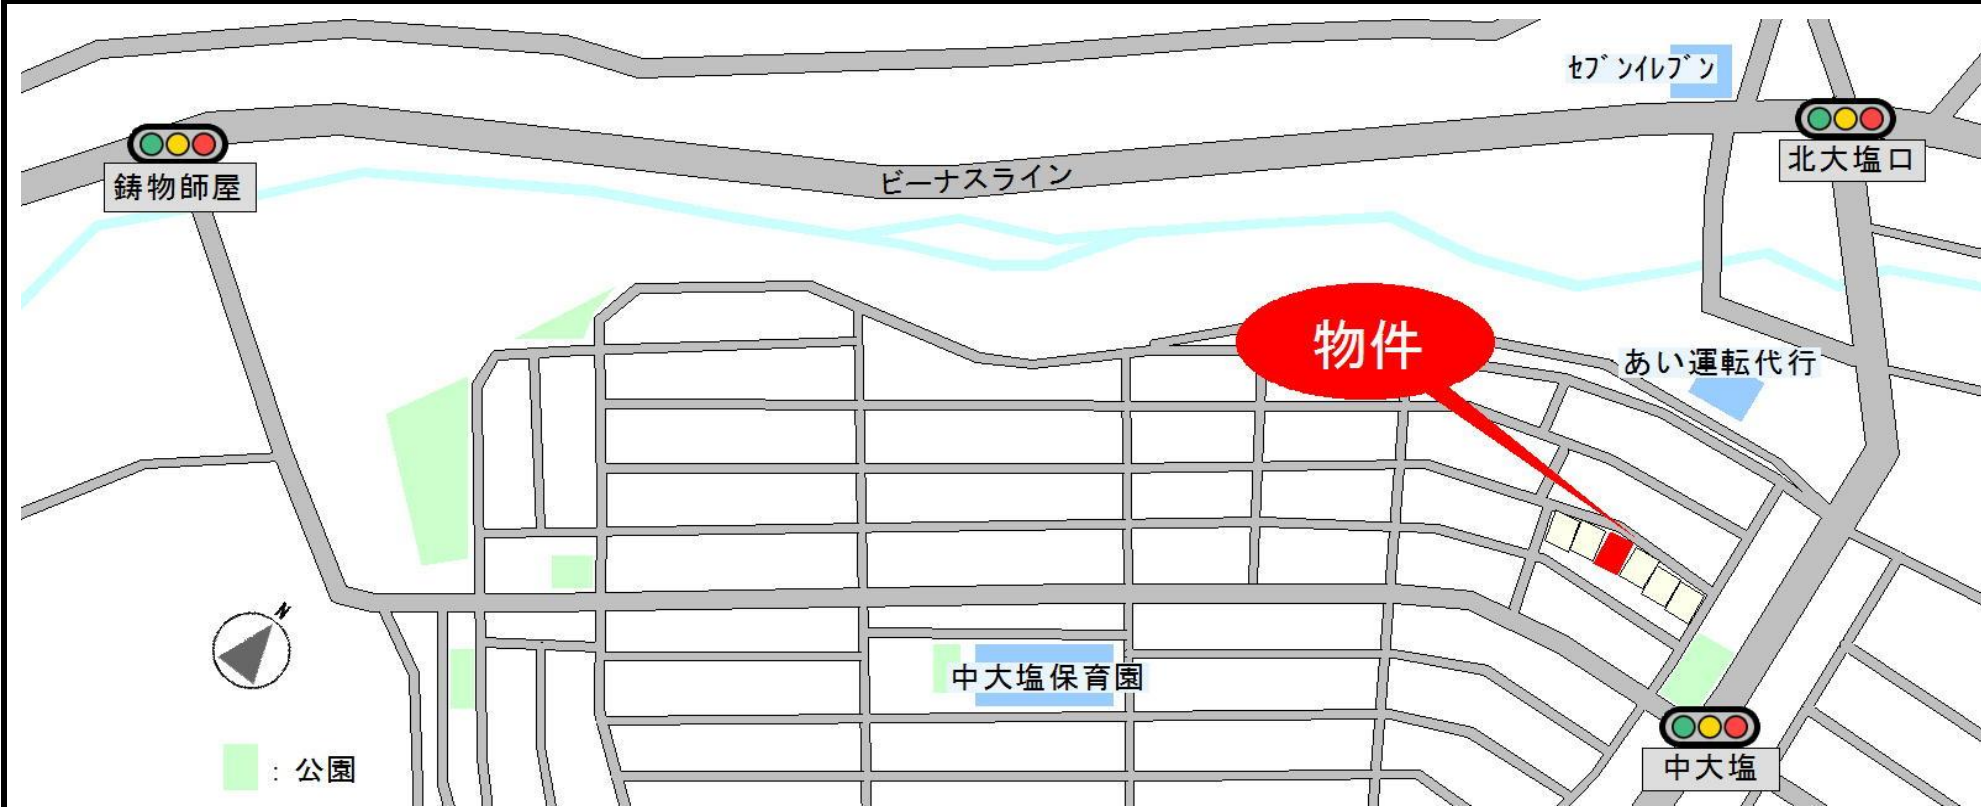 ｾﾌﾞﾝｲﾚﾌﾞﾝ
北大塩口
鋳物師屋
ビーナスライン
物件
あい運転代行
N
中大塩保育園
中大塩
：公園